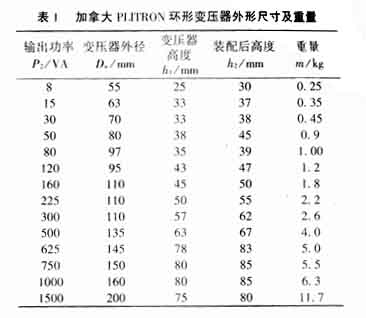 表1 加拿大 PLITRON 环形变压器外形尺寸及重量
输出功率 变压器外径 变压器高度 装配后高度 重量
P₂/VA Dₒ/mm h₁/mm h₂/mm m/kg
8 55 25 30 0.25
15 63 33 37 0.35
30 70 33 38 0.45
50 80 38 45 0.9
80 97 35 39 1.00
120 95 43 47 1.2
160 110 45 50 1.8
225 110 50 55 2.2
300 110 57 62 2.6
500 135 63 67 4.0
625 145 78 83 5.0
750 150 80 85 5.5
1000 160 80 85 6.3
1500 200 75 80 11.7